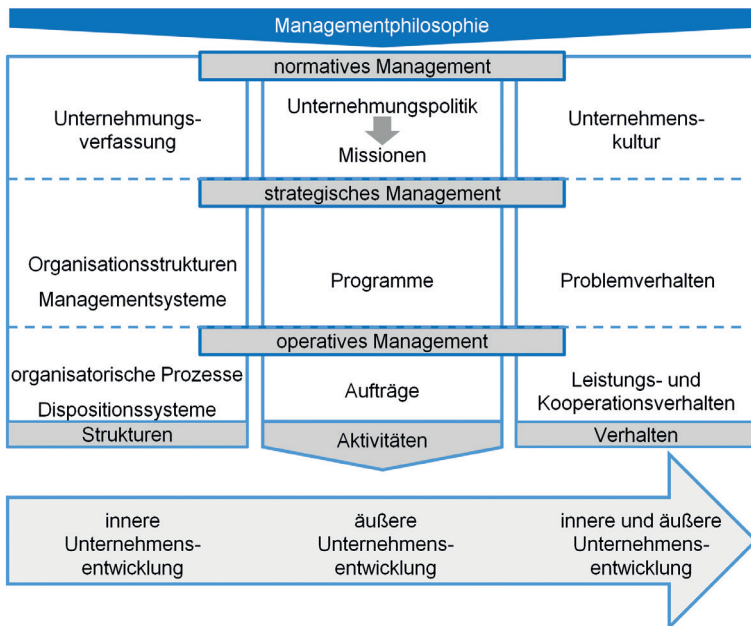 Managementphilosophie
normatives Management
Unternehmungs-
verfassung
Unternehmungspolitik
Missionen
Unternehmens-
kultur
strategisches Management
Organisationsstrukturen
Managementsysteme
Programme
Problemverhalten
operatives Management
organisatorische Prozesse
Dispositionssysteme
Aufträge
Leistungs- und
Kooperationsverhalten
Strukturen
Aktivitäten
Verhalten
innere
Unternehmens-
entwicklung
äußere
Unternehmens-
entwicklung
innere und äußere
Unternehmens-
entwicklung